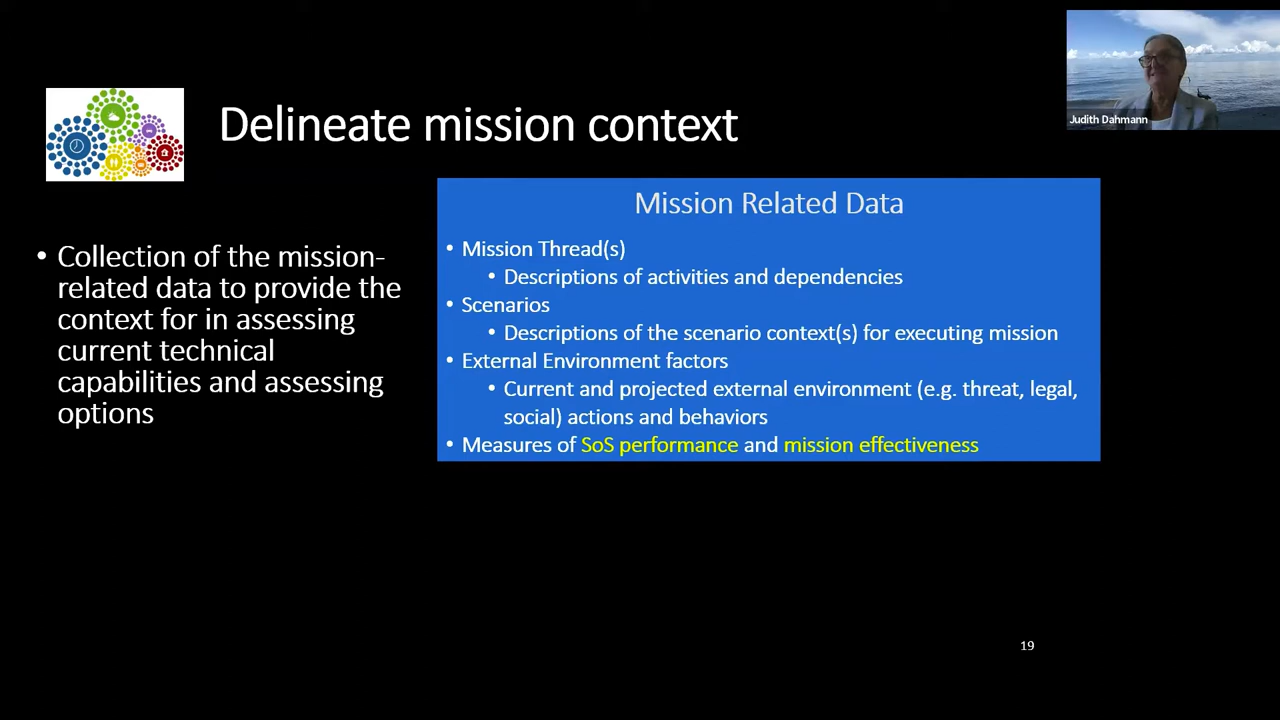 Judith Dahmann
Delineate mission context
• Collection of the mission-
related data to provide the
context for in assessing
current technical
capabilities and assessing
options
Mission Related Data
• Mission Thread(s)
• Descriptions of activities and dependencies
• Scenarios
• Descriptions of the scenario context(s) for executing mission
• External Environment factors
• Current and projected external environment (e.g. threat, legal,
social) actions and behaviors
• Measures of SoS performance and mission effectiveness
19